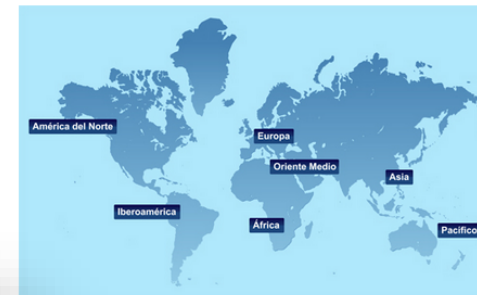 América del Norte
Europa
Oriente Medio
Asia
Iberoamérica
África
Pacífico